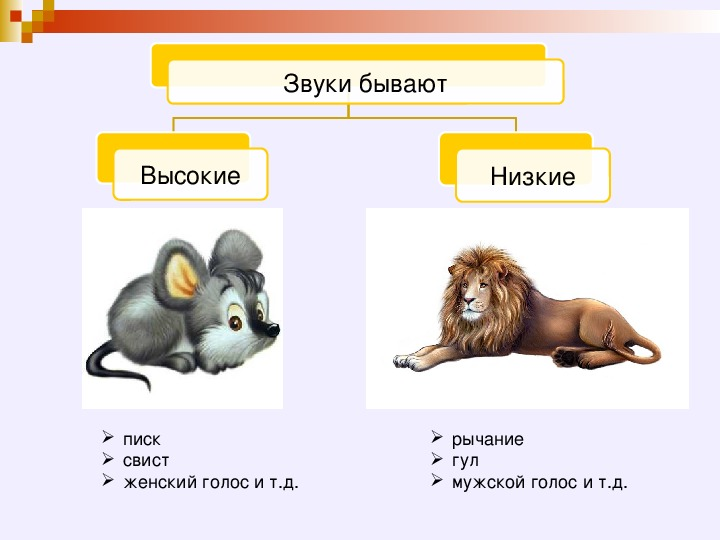 Звуки бывают
Высокие
Низкие
писк
свист
женский голос и т.д.
рычание
гул
мужской голос и т.д.